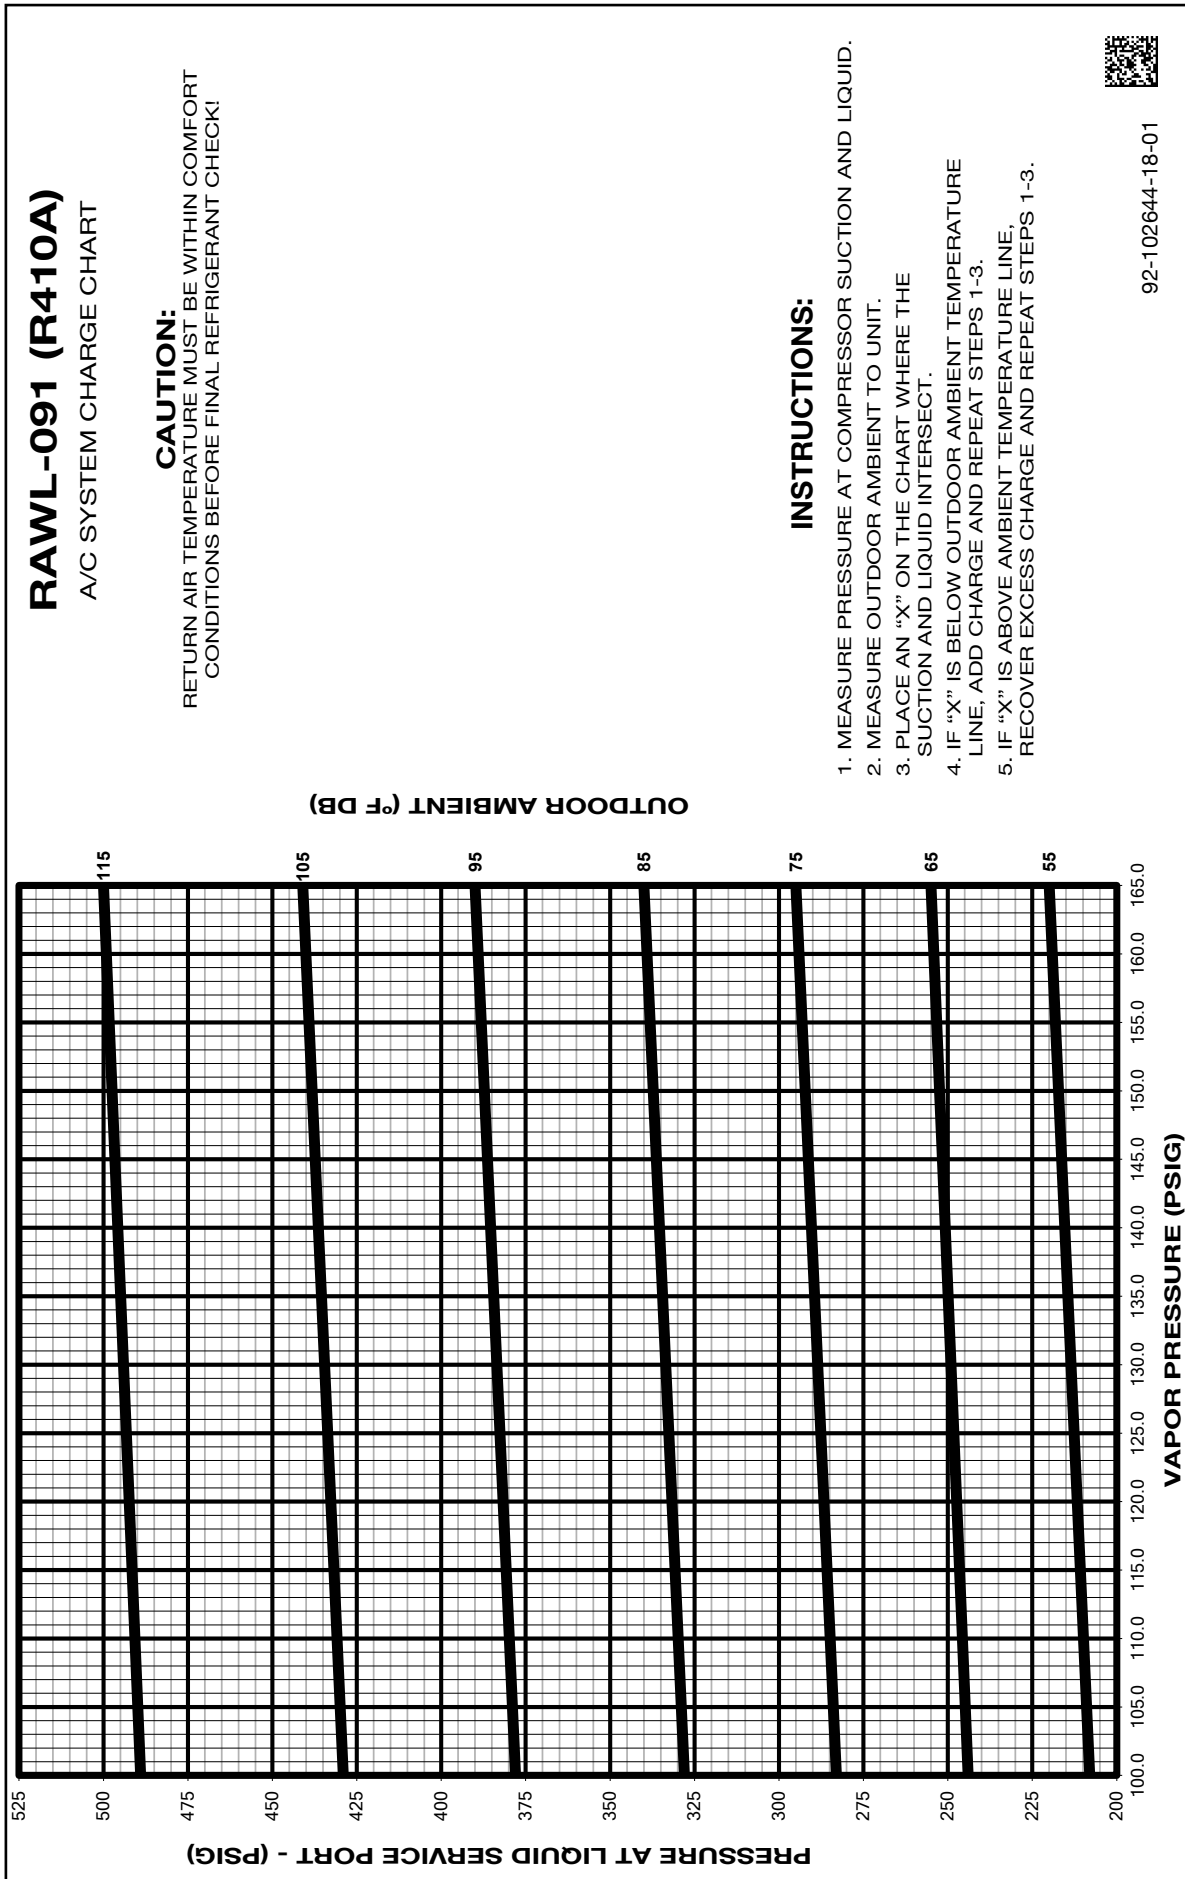 RAWL-091 (R410A)
A/C SYSTEM CHARGE CHART
CAUTION:
RETURN AIR TEMPERATURE MUST BE WITHIN COMFORT
CONDITIONS BEFORE FINAL REFRIGERANT CHECK!
PRESSURE AT LIQUID SERVICE PORT - (PSIG)
525
500
475
450
425
400
375
350
325
300
275
250
225
200
100.0 105.0 110.0 115.0 120.0 125.0 130.0 135.0 140.0 145.0 150.0 155.0 160.0 165.0
VAPOR PRESSURE (PSIG)
115
105
95
85
75
65
55
OUTDOOR AMBIENT (ºF DB)
INSTRUCTIONS:
1. MEASURE PRESSURE AT COMPRESSOR SUCTION AND LIQUID.
2. MEASURE OUTDOOR AMBIENT TO UNIT.
3. PLACE AN “X” ON THE CHART WHERE THE
SUCTION AND LIQUID INTERSECT.
4. IF “X” IS BELOW OUTDOOR AMBIENT TEMPERATURE
LINE, ADD CHARGE AND REPEAT STEPS 1-3.
5. IF “X” IS ABOVE AMBIENT TEMPERATURE LINE,
RECOVER EXCESS CHARGE AND REPEAT STEPS 1-3.
92-102644-18-01